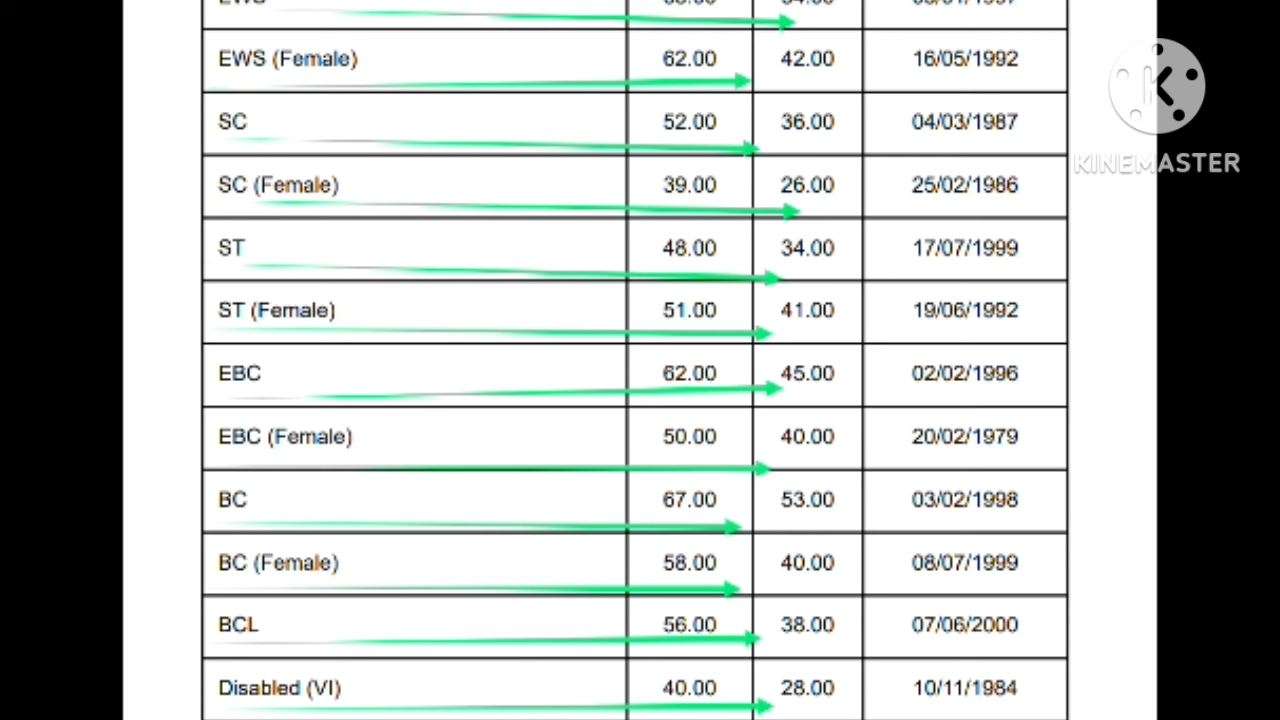 EWS (Female) 62.00 42.00 16/05/1992
SC 52.00 36.00 04/03/1987
SC (Female) 39.00 26.00 25/02/1986
ST 48.00 34.00 17/07/1999
ST (Female) 51.00 41.00 19/06/1992
EBC 62.00 45.00 02/02/1996
EBC (Female) 50.00 40.00 20/02/1979
BC 67.00 53.00 03/02/1998
BC (Female) 58.00 40.00 08/07/1999
BCL 56.00 38.00 07/06/2000
Disabled (VI) 40.00 28.00 10/11/1984
KINEMASTER